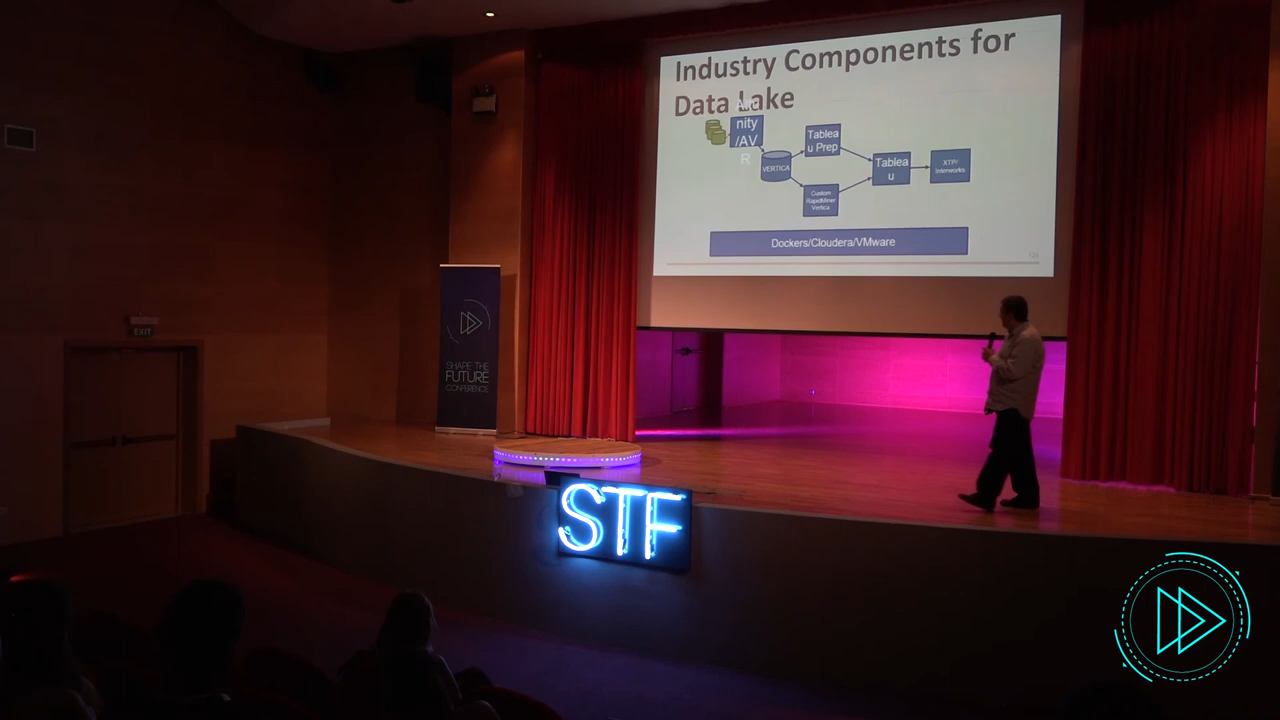 Industry Components for
Data Lake
nity
/AV
R
VERTICA
Tablea
u Prep
Custom
RapidMiner
Vertica
Tablea
u
XTP/
Interworks
Dockers/Cloudera/VMware
EXIT
SHAPE THE
FUTURE
CONFERENCE
STF